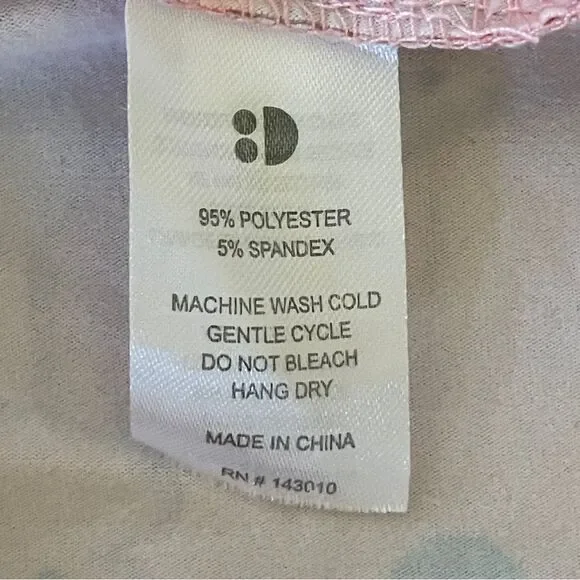 95% POLYESTER
5% SPANDEX
MACHINE WASH COLD
GENTLE CYCLE
DO NOT BLEACH
HANG DRY
MADE IN CHINA
RN # 143010